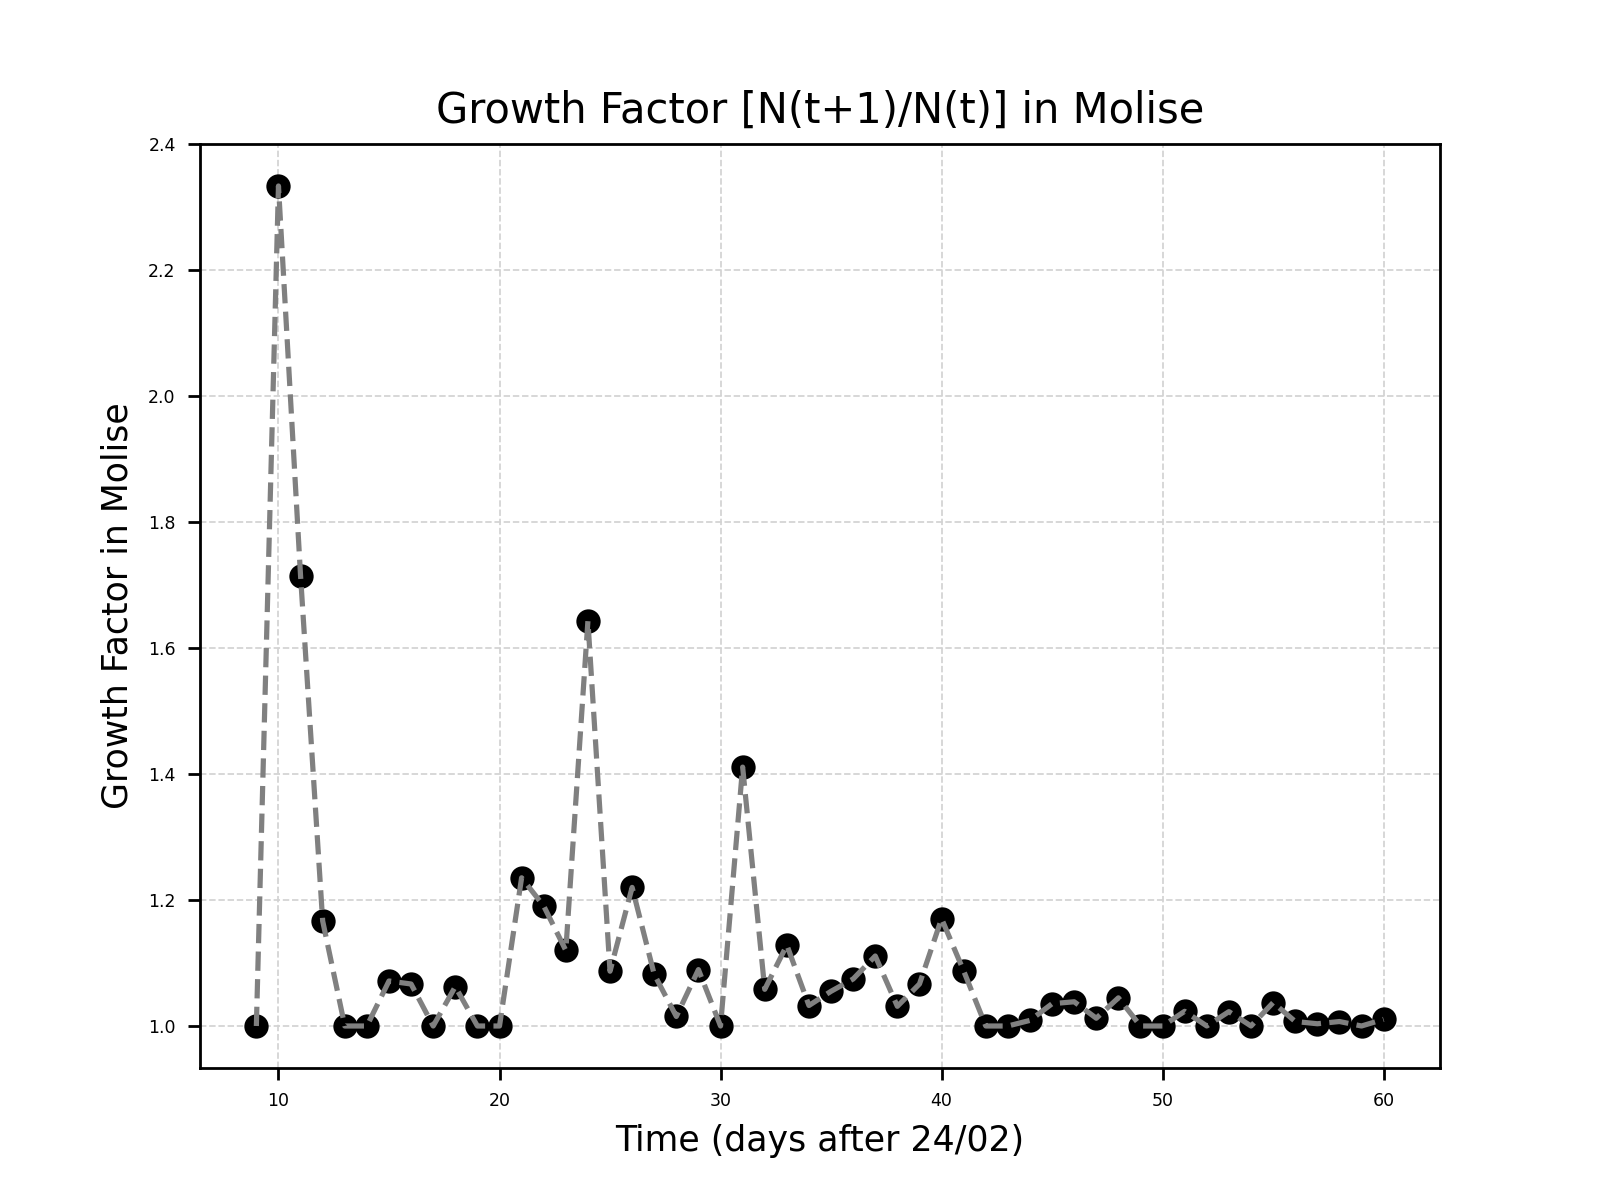 Growth Factor [N(t+1)/N(t)] in Molise
2.4
2.2
2.0
1.8
1.6
1.4
1.2
1.0
Growth Factor in Molise
10 20 30 40 50 60
Time (days after 24/02)